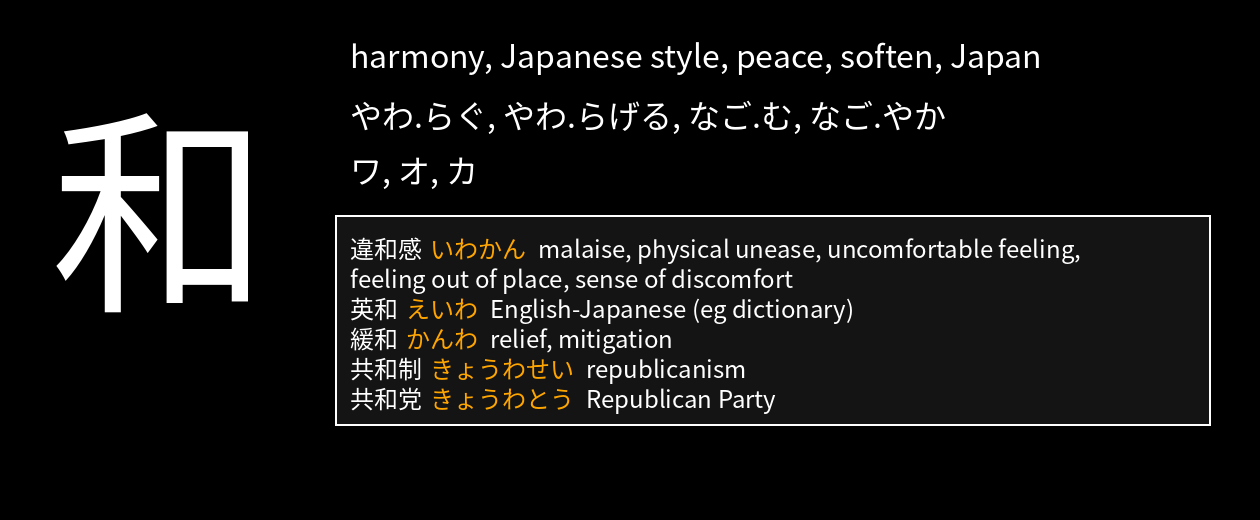 和
harmony, Japanese style, peace, soften, Japan
やわ.らぐ, やわ.らげる, なご.む, なご.やか
ワ, オ, カ
違和感 いわかん malaise, physical unease, uncomfortable feeling,
feeling out of place, sense of discomfort
英和 えいわ English-Japanese (eg dictionary)
緩和 かんわ relief, mitigation
共和制 きょうわせい republicanism
共和党 きょうわとう Republican Party